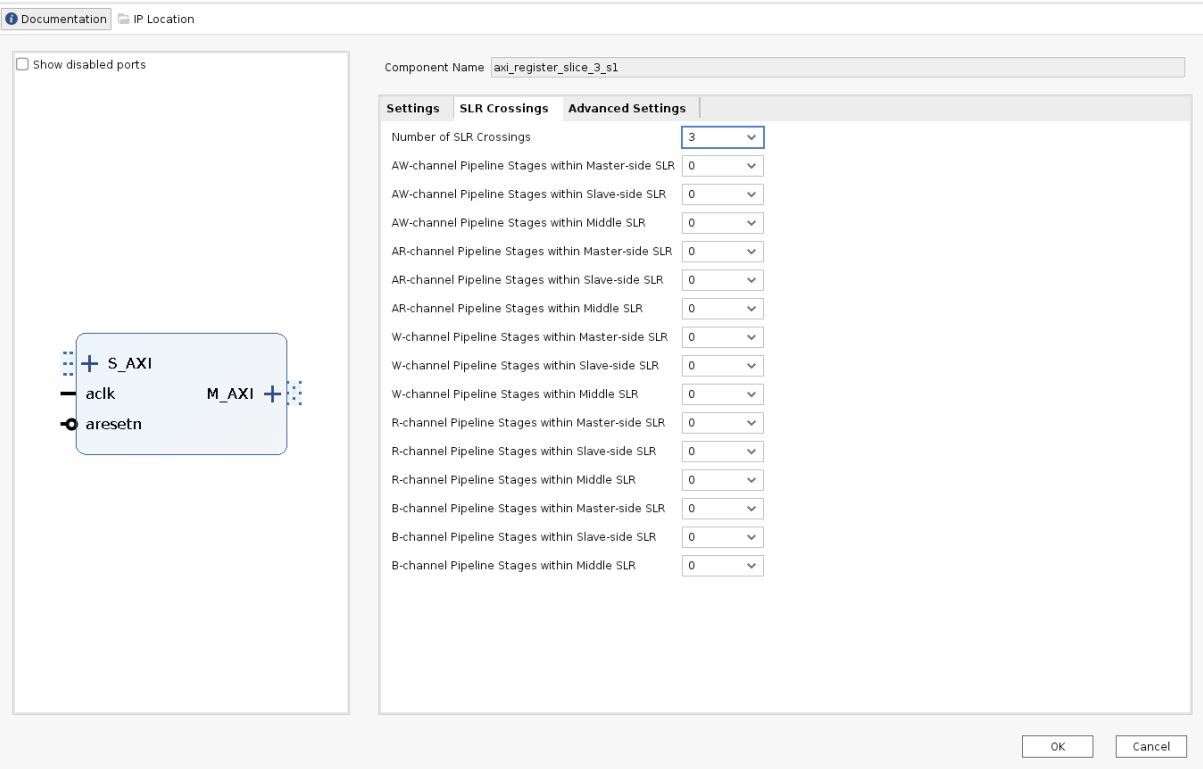 Documentation IP Location
Show disabled ports
S_AXI
aclk
M_AXI
aresetn
Component Name axi_register_slice_3_s1
Settings SLR Crossings Advanced Settings
Number of SLR Crossings 3
AW-channel Pipeline Stages within Master-side SLR 0
AW-channel Pipeline Stages within Slave-side SLR 0
AW-channel Pipeline Stages within Middle SLR 0
AR-channel Pipeline Stages within Master-side SLR 0
AR-channel Pipeline Stages within Slave-side SLR 0
AR-channel Pipeline Stages within Middle SLR 0
W-channel Pipeline Stages within Master-side SLR 0
W-channel Pipeline Stages within Slave-side SLR 0
W-channel Pipeline Stages within Middle SLR 0
R-channel Pipeline Stages within Master-side SLR 0
R-channel Pipeline Stages within Slave-side SLR 0
R-channel Pipeline Stages within Middle SLR 0
B-channel Pipeline Stages within Master-side SLR 0
B-channel Pipeline Stages within Slave-side SLR 0
B-channel Pipeline Stages within Middle SLR 0
OK Cancel